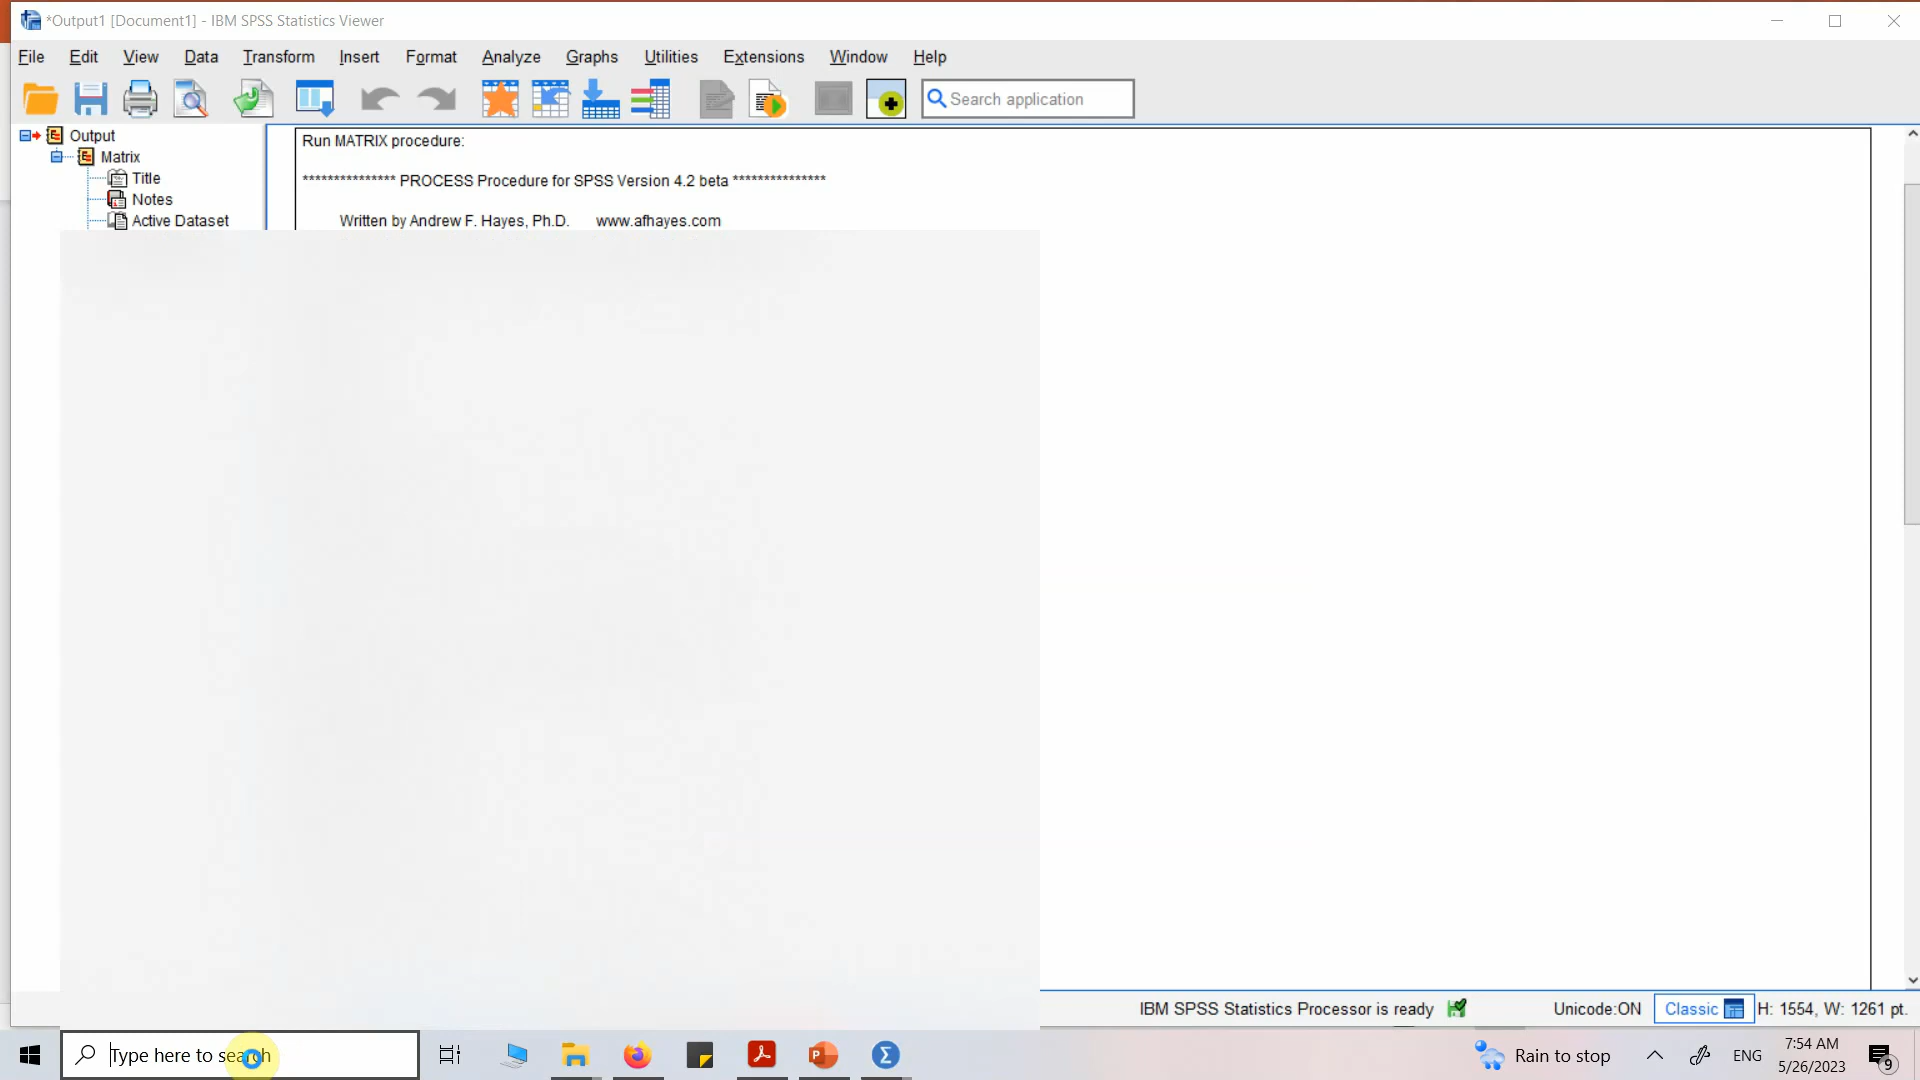 *Output1 [Document1] - IBM SPSS Statistics Viewer
File Edit View Data Transform Insert Format Analyze Graphs Utilities Extensions Window Help
Search application
Output
Matrix
Title
Notes
Active Dataset
Run MATRIX procedure:
*************** PROCESS Procedure for SPSS Version 4.2 beta ***************
Written by Andrew F. Hayes, Ph.D. www.afhayes.com
IBM SPSS Statistics Processor is ready
Unicode:ON
Classic
H: 1554, W: 1261 pt.
Type here to search
Rain to stop
ENG
7:54 AM
5/26/2023
9